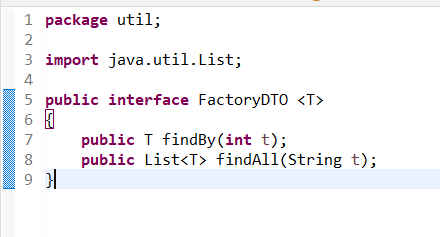 1 package util;
2
3 import java.util.List;
4
5 public interface FactoryDTO <T>
6 {
7 public T findBy(int t);
8 public List<T> findAll(String t);
9 }